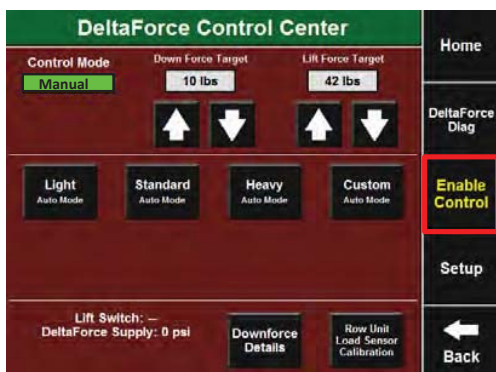 DeltaForce Control Center
Home
Control Mode
Down Force Target
Lift Force Target
Manual
10 lbs
42 lbs
DeltaForce
Diag
Light
Auto Mode
Standard
Auto Mode
Heavy
Auto Mode
Custom
Auto Mode
Enable
Control
Setup
Lift Switch: --
DeltaForce Supply: 0 psi
Downforce
Details
Row Unit
Load Sensor
Calibration
Back